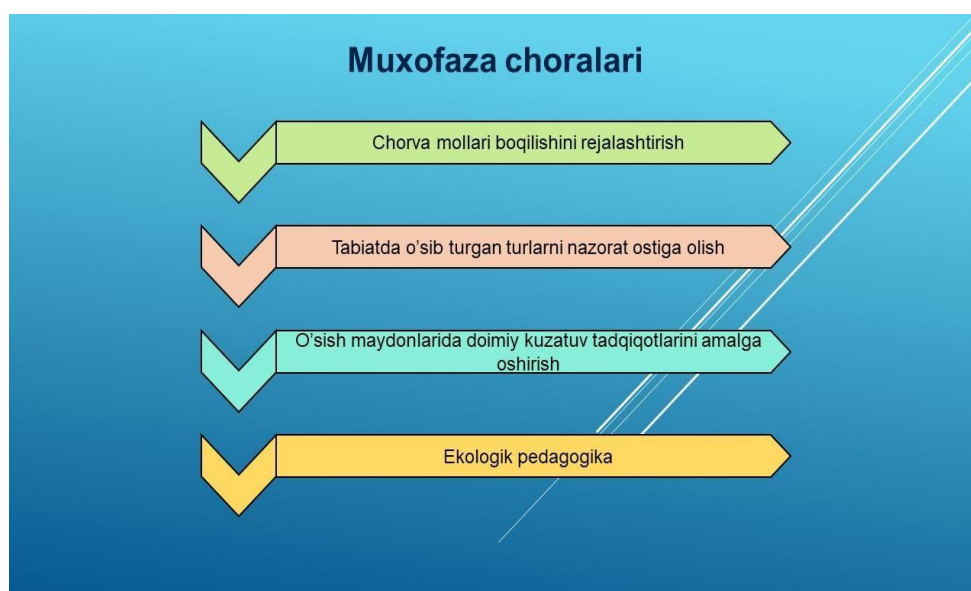 Muxofaza choralari
Chorva mollari boqilishini rejalashtirish
Tabiatda o'sib turgan turlarni nazorat ostiga olish
O'sish maydonlarida doimiy kuzatuv tadqiqotlarini amalga
oshirish
Ekologik pedagogika